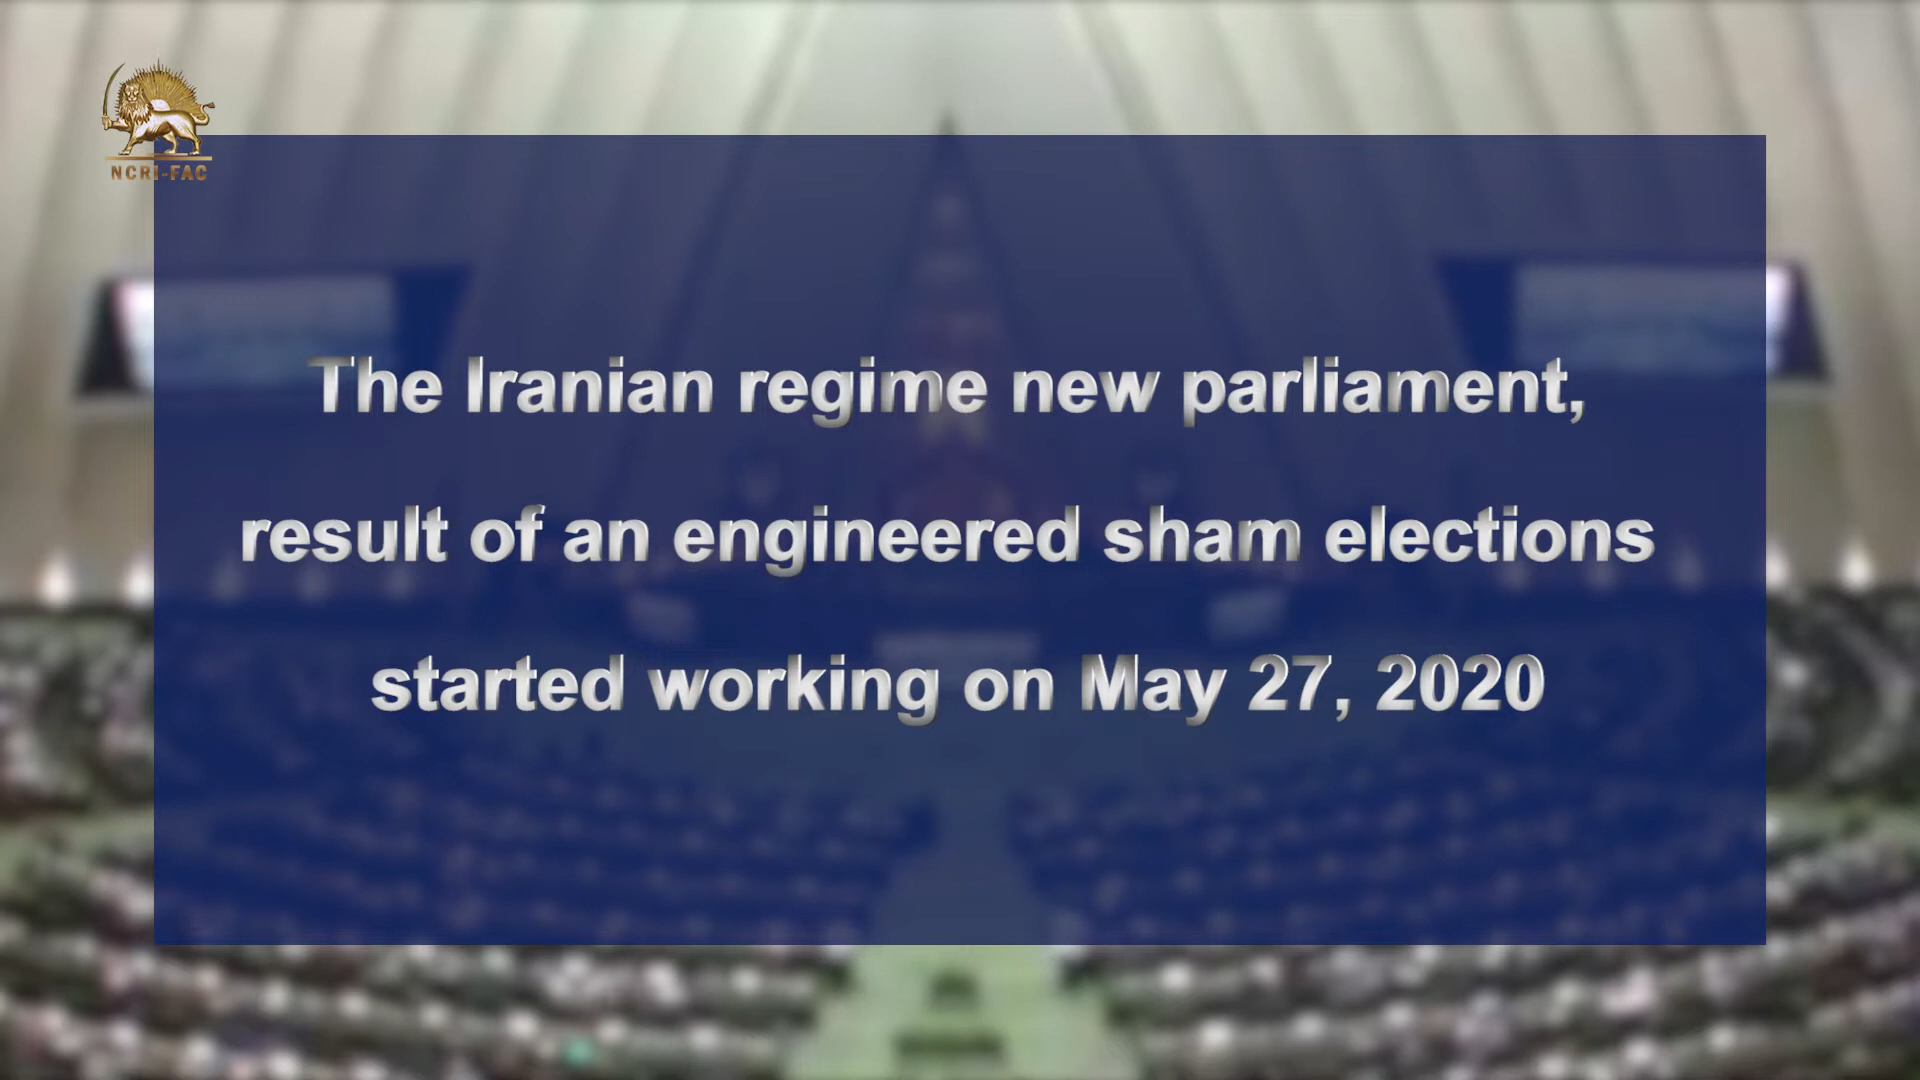 NCRI-FAC
The Iranian regime new parliament,
result of an engineered sham elections
started working on May 27, 2020